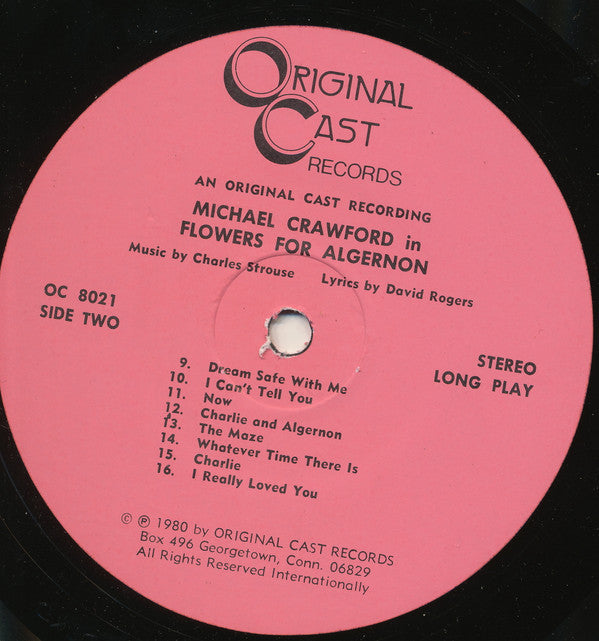 ORIGINAL
CAST
RECORDS
AN ORIGINAL CAST RECORDING
MICHAEL CRAWFORD in
FLOWERS FOR ALGERNON
Music by Charles Strouse Lyrics by David Rogers
OC 8021
SIDE TWO
STEREO
LONG PLAY
9. Dream Safe With Me
10. I Can't Tell You
11. Now
12. Charlie and Algernon
13. The Maze
14. Whatever Time There Is
15. Charlie
16. I Really Loved You
© ℗ 1980 by ORIGINAL CAST RECORDS
Box 496 Georgetown, Conn. 06829
All Rights Reserved Internationally